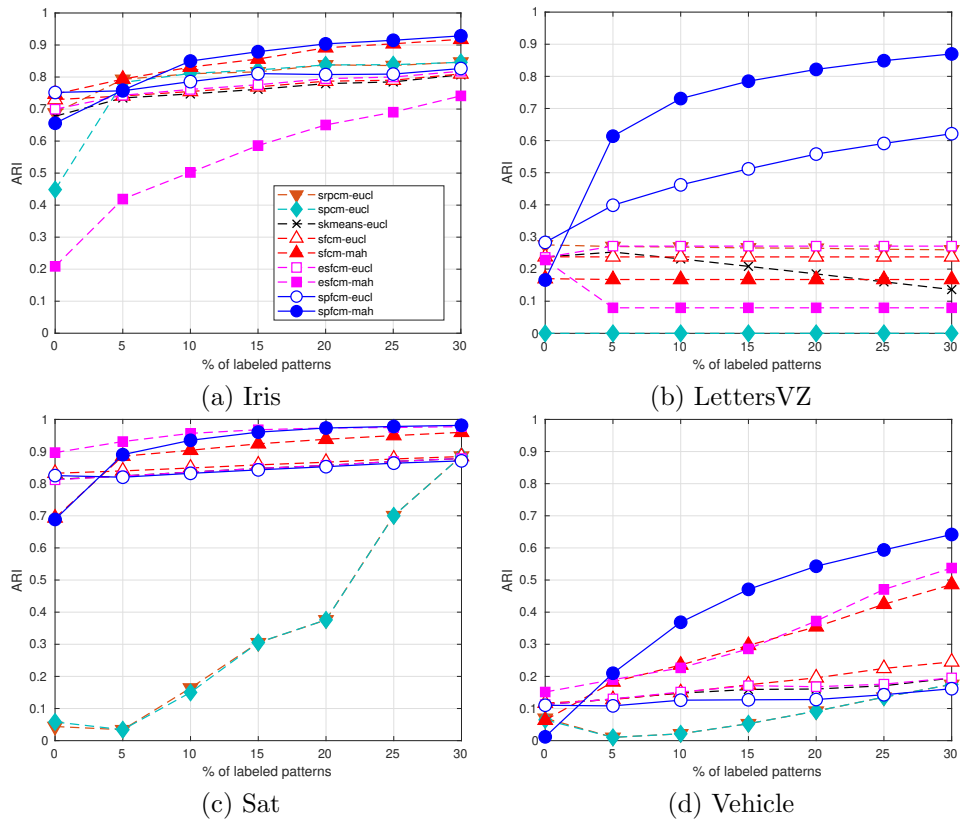 1
0.9
0.8
0.7
0.6
0.5
0.4
0.3
0.2
0.1
0
ARI
0 5 10 15 20 25 30
% of labeled patterns
srpcm-eucl
spcm-eucl
skmeans-eucl
sfcm-eucl
sfcm-mah
esfcm-eucl
esfcm-mah
spfcm-eucl
spfcm-mah
(a) Iris
1
0.9
0.8
0.7
0.6
0.5
0.4
0.3
0.2
0.1
0
ARI
0 5 10 15 20 25 30
% of labeled patterns
(b) LettersVZ
1
0.9
0.8
0.7
0.6
0.5
0.4
0.3
0.2
0.1
0
ARI
0 5 10 15 20 25 30
% of labeled patterns
(c) Sat
1
0.9
0.8
0.7
0.6
0.5
0.4
0.3
0.2
0.1
0
ARI
0 5 10 15 20 25 30
% of labeled patterns
(d) Vehicle